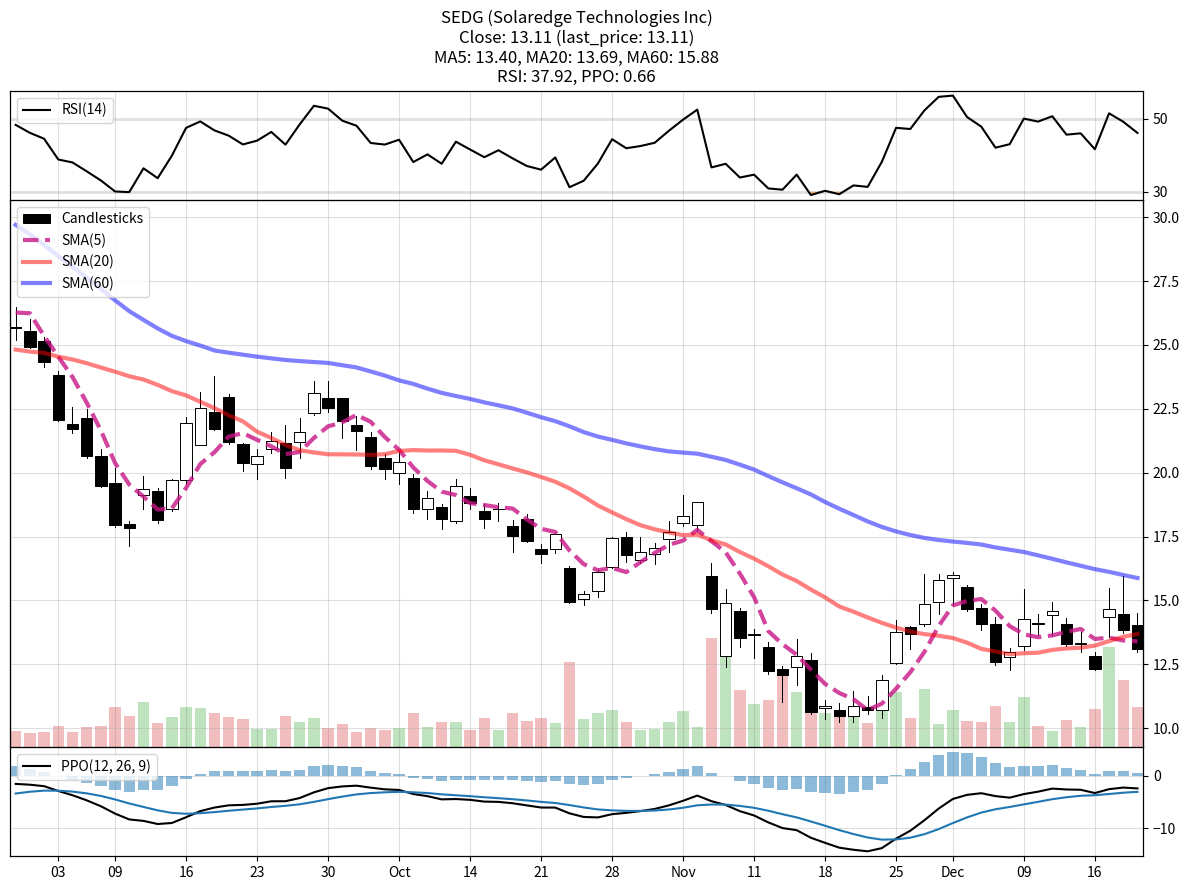 SEDG (Solaredge Technologies Inc)
Close: 13.11 (last_price: 13.11)
MA5: 13.40, MA20: 13.69, MA60: 15.88
RSI: 37.92, PPO: 0.66
RSI(14)
50
30
Candlesticks
SMA(5)
SMA(20)
SMA(60)
30.0
27.5
25.0
22.5
20.0
17.5
15.0
12.5
10.0
PPO(12, 26, 9)
0
−10
03 09 16 23 30 Oct 14 21 28 Nov 11 18 25 Dec 09 16